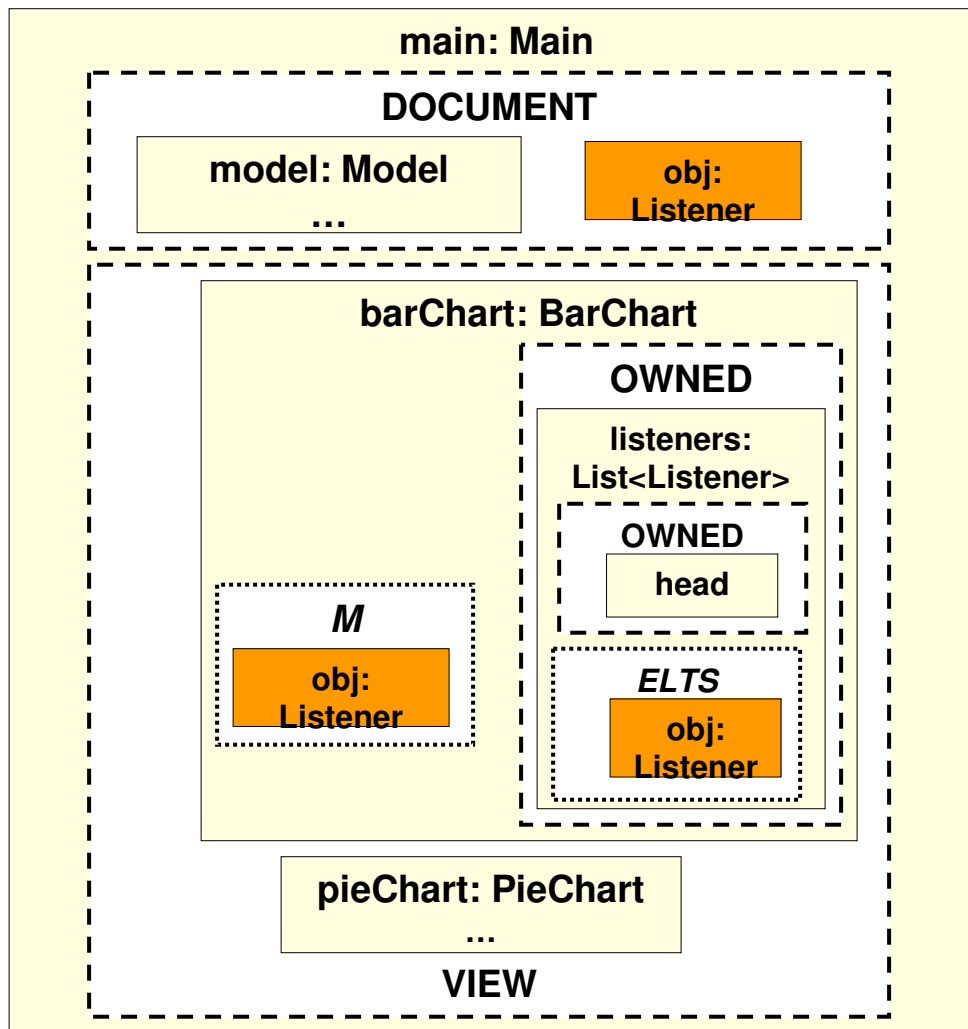 main: Main
DOCUMENT
model: Model
...
obj:
Listener
barChart: BarChart
OWNED
listeners:
List<Listener>
OWNED
head
M
obj:
Listener
ELTS
obj:
Listener
pieChart: PieChart
...
VIEW